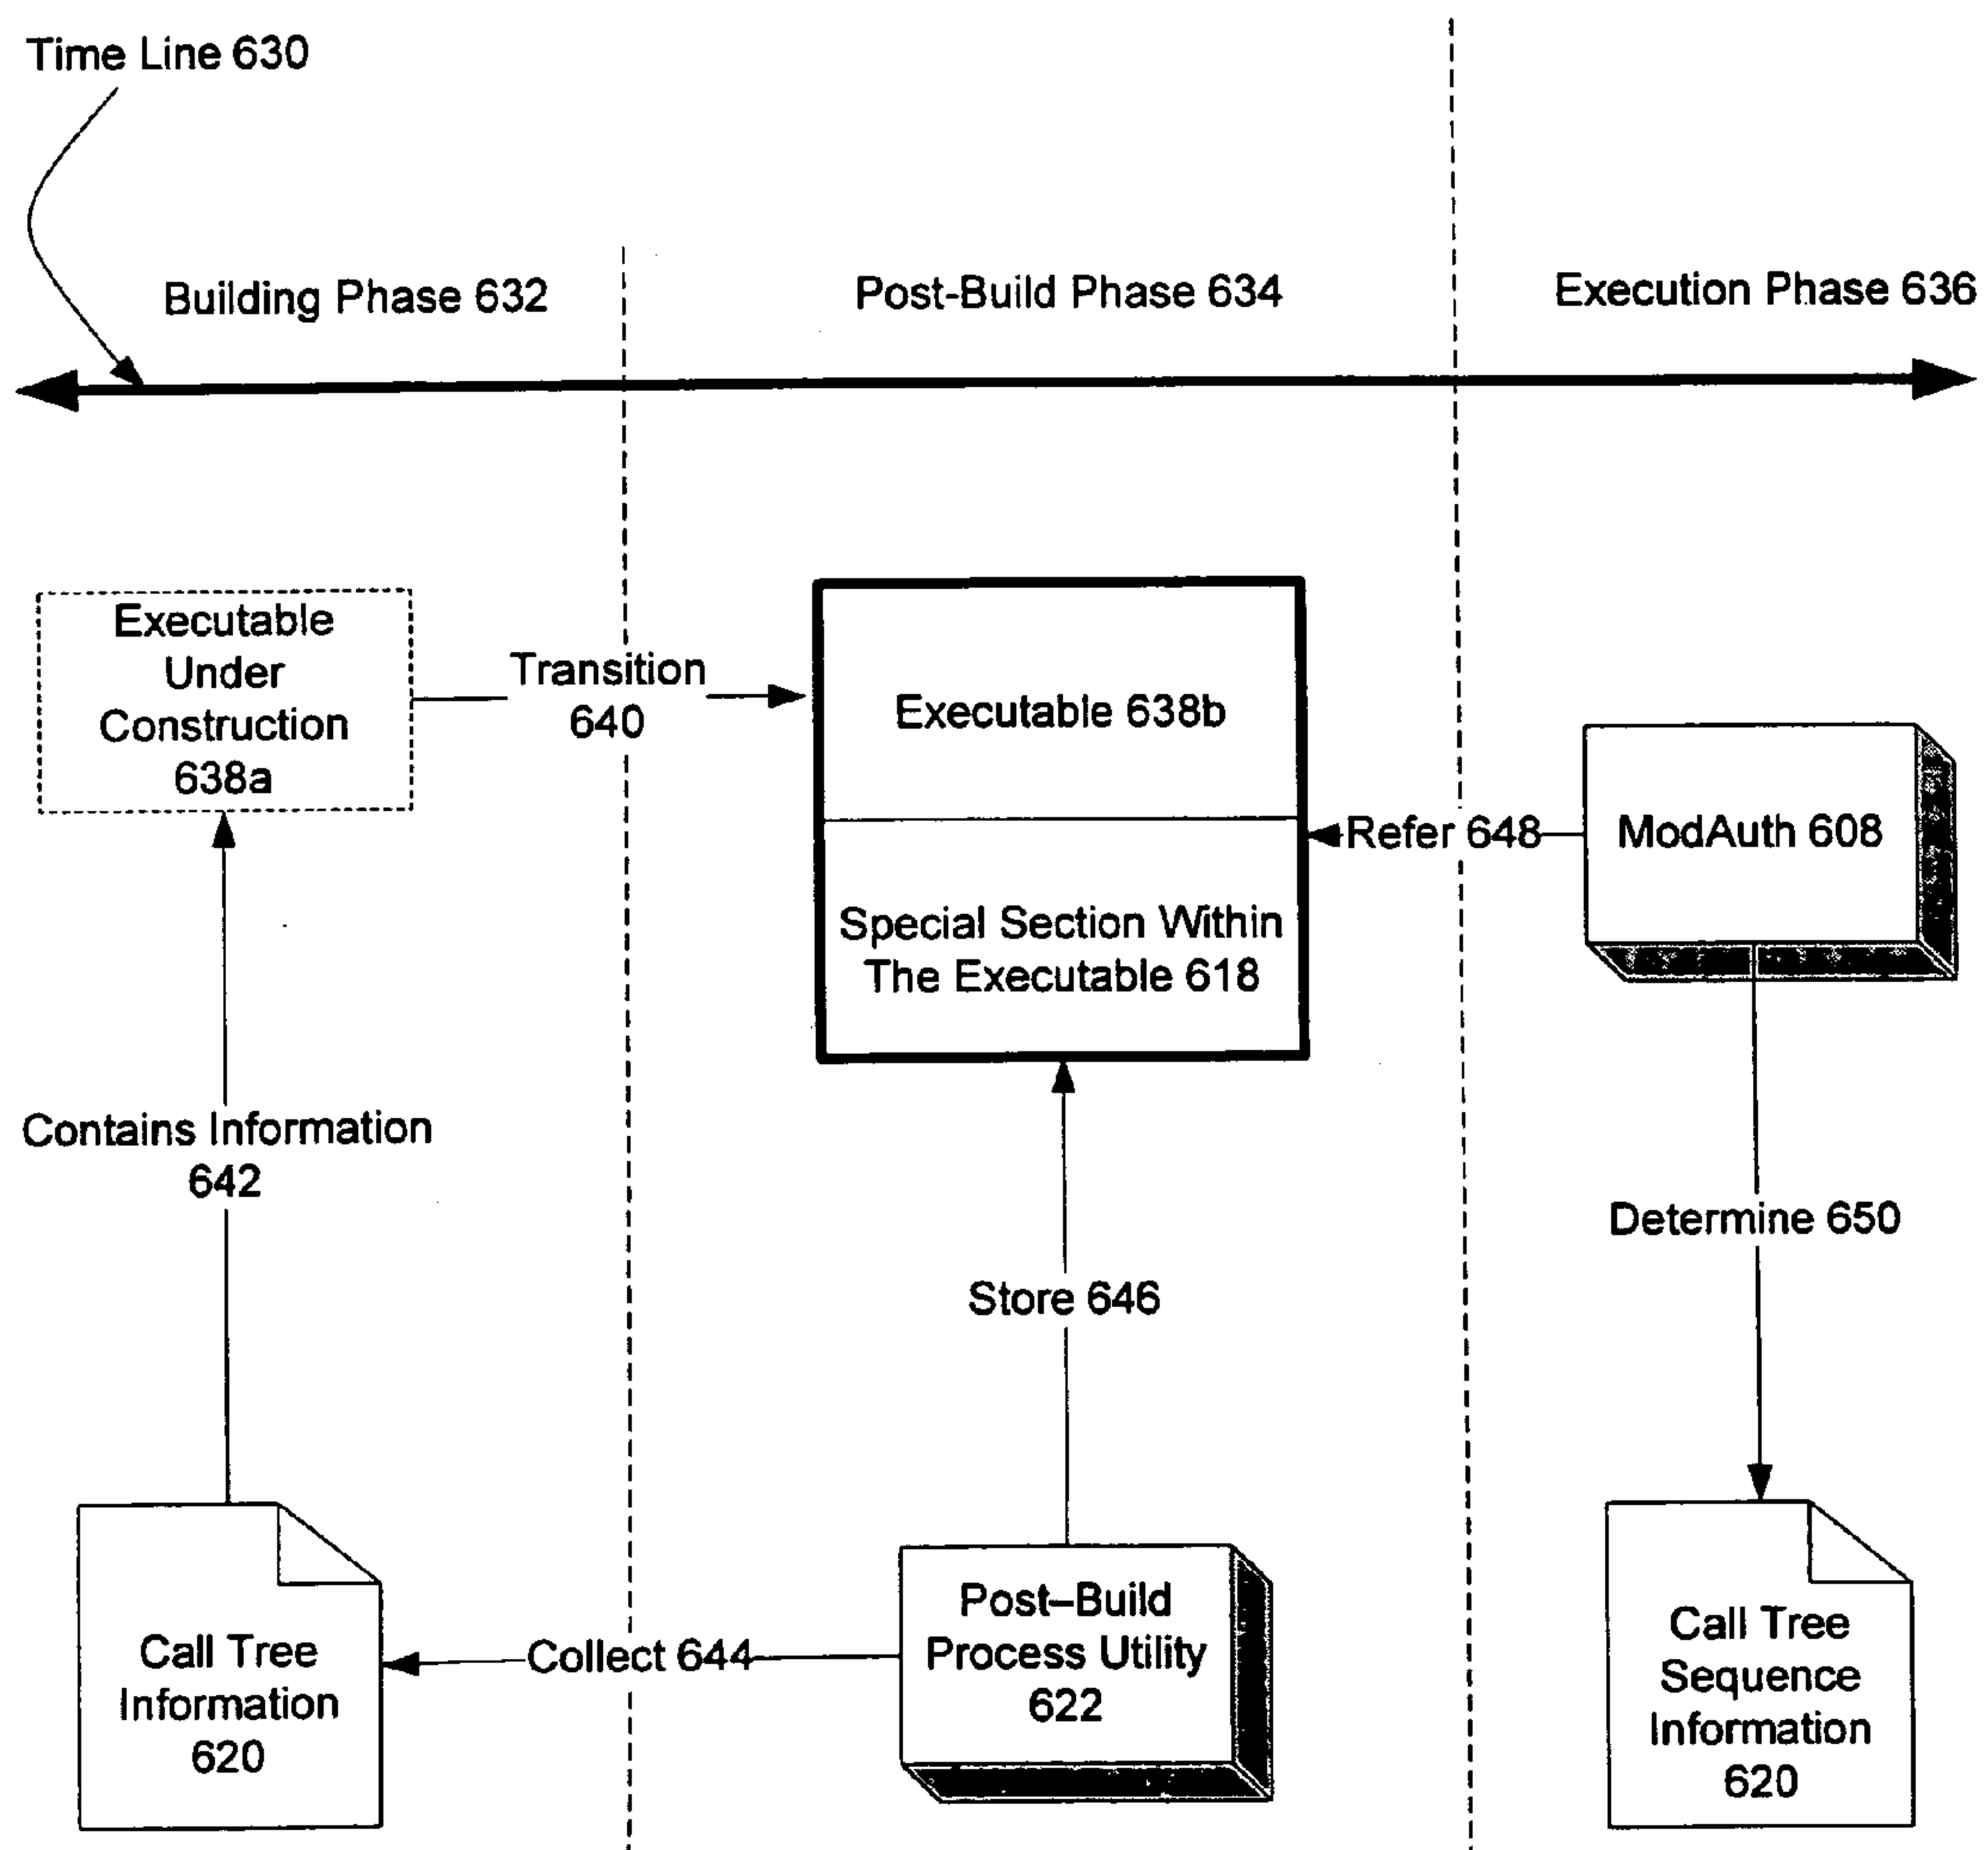 Time Line 630
Building Phase 632
Post-Build Phase 634
Execution Phase 636
Executable
Under
Construction
638a
Transition
640
Executable 638b
Special Section Within
The Executable 618
Refer 648
ModAuth 608
Contains Information
642
Store 646
Determine 650
Call Tree
Information
620
Collect 644
Post–Build
Process Utility
622
Call Tree
Sequence
Information
620